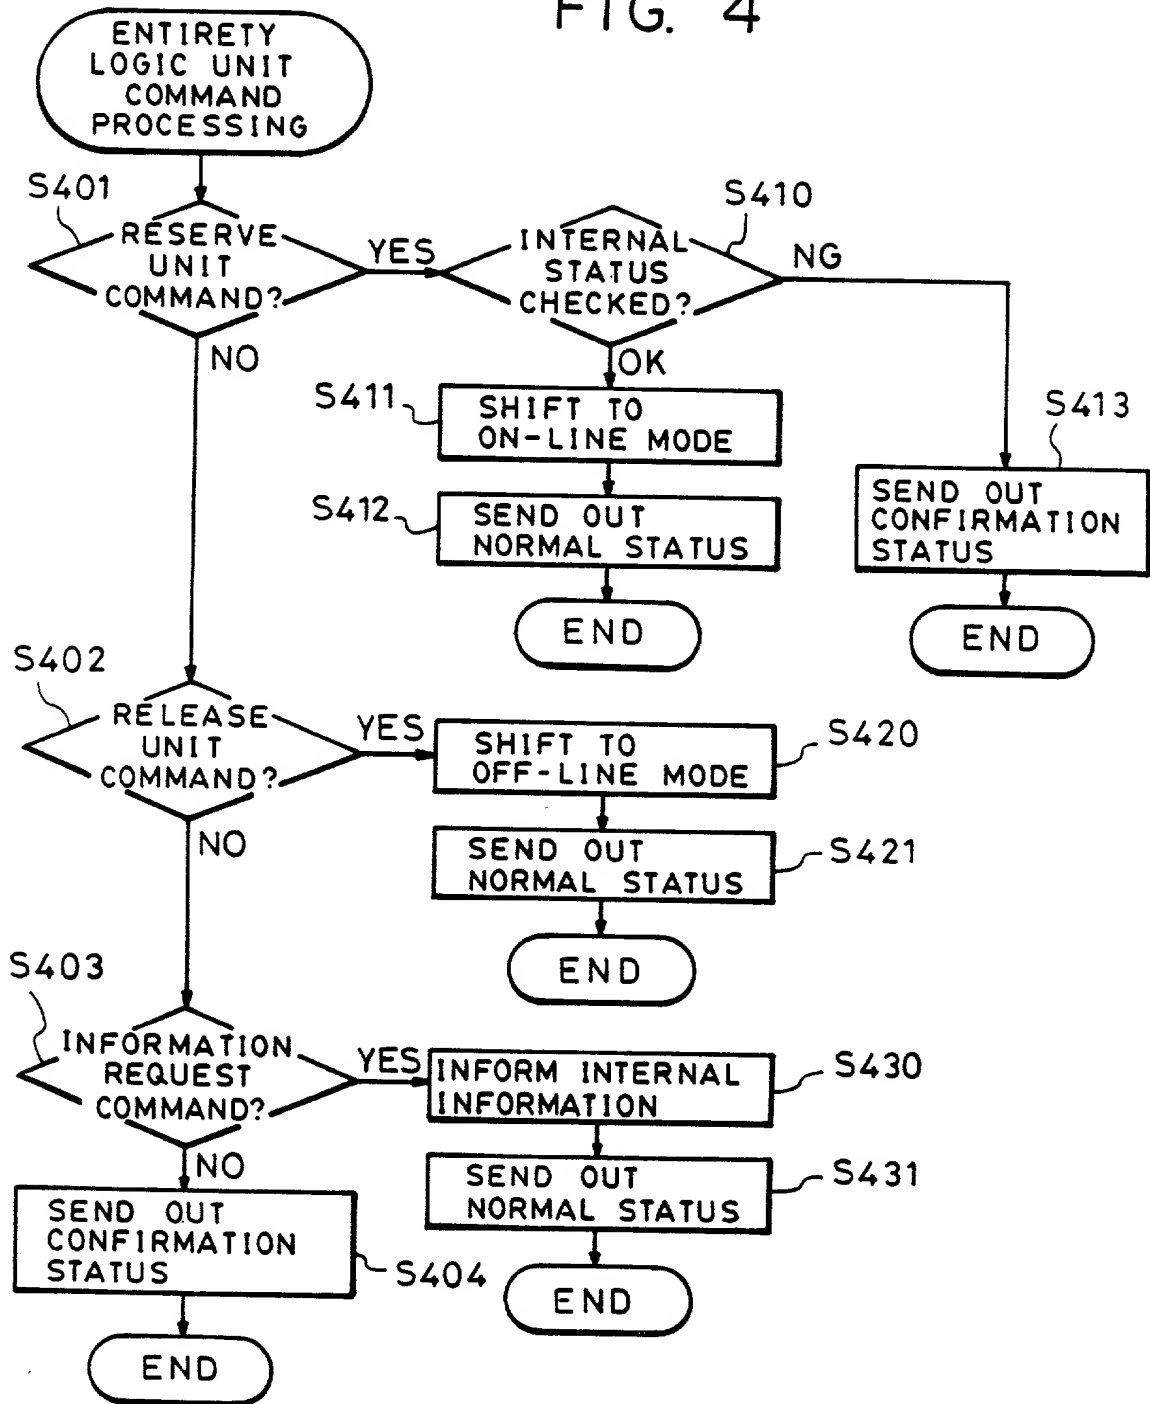 FIG. 4
ENTIRETY
LOGIC UNIT
COMMAND
PROCESSING
S401
RESERVE
UNIT
COMMAND?
YES
NO
S410
INTERNAL
STATUS
CHECKED?
NG
OK
S411
SHIFT TO
ON-LINE MODE
S412
SEND OUT
NORMAL STATUS
END
S413
SEND OUT
CONFIRMATION
STATUS
END
S402
RELEASE
UNIT
COMMAND?
YES
NO
SHIFT TO
OFF-LINE MODE
S420
SEND OUT
NORMAL STATUS
S421
END
S403
INFORMATION
REQUEST
COMMAND?
YES
NO
INFORM INTERNAL
INFORMATION
S430
SEND OUT
NORMAL STATUS
S431
END
SEND OUT
CONFIRMATION
STATUS
S404
END